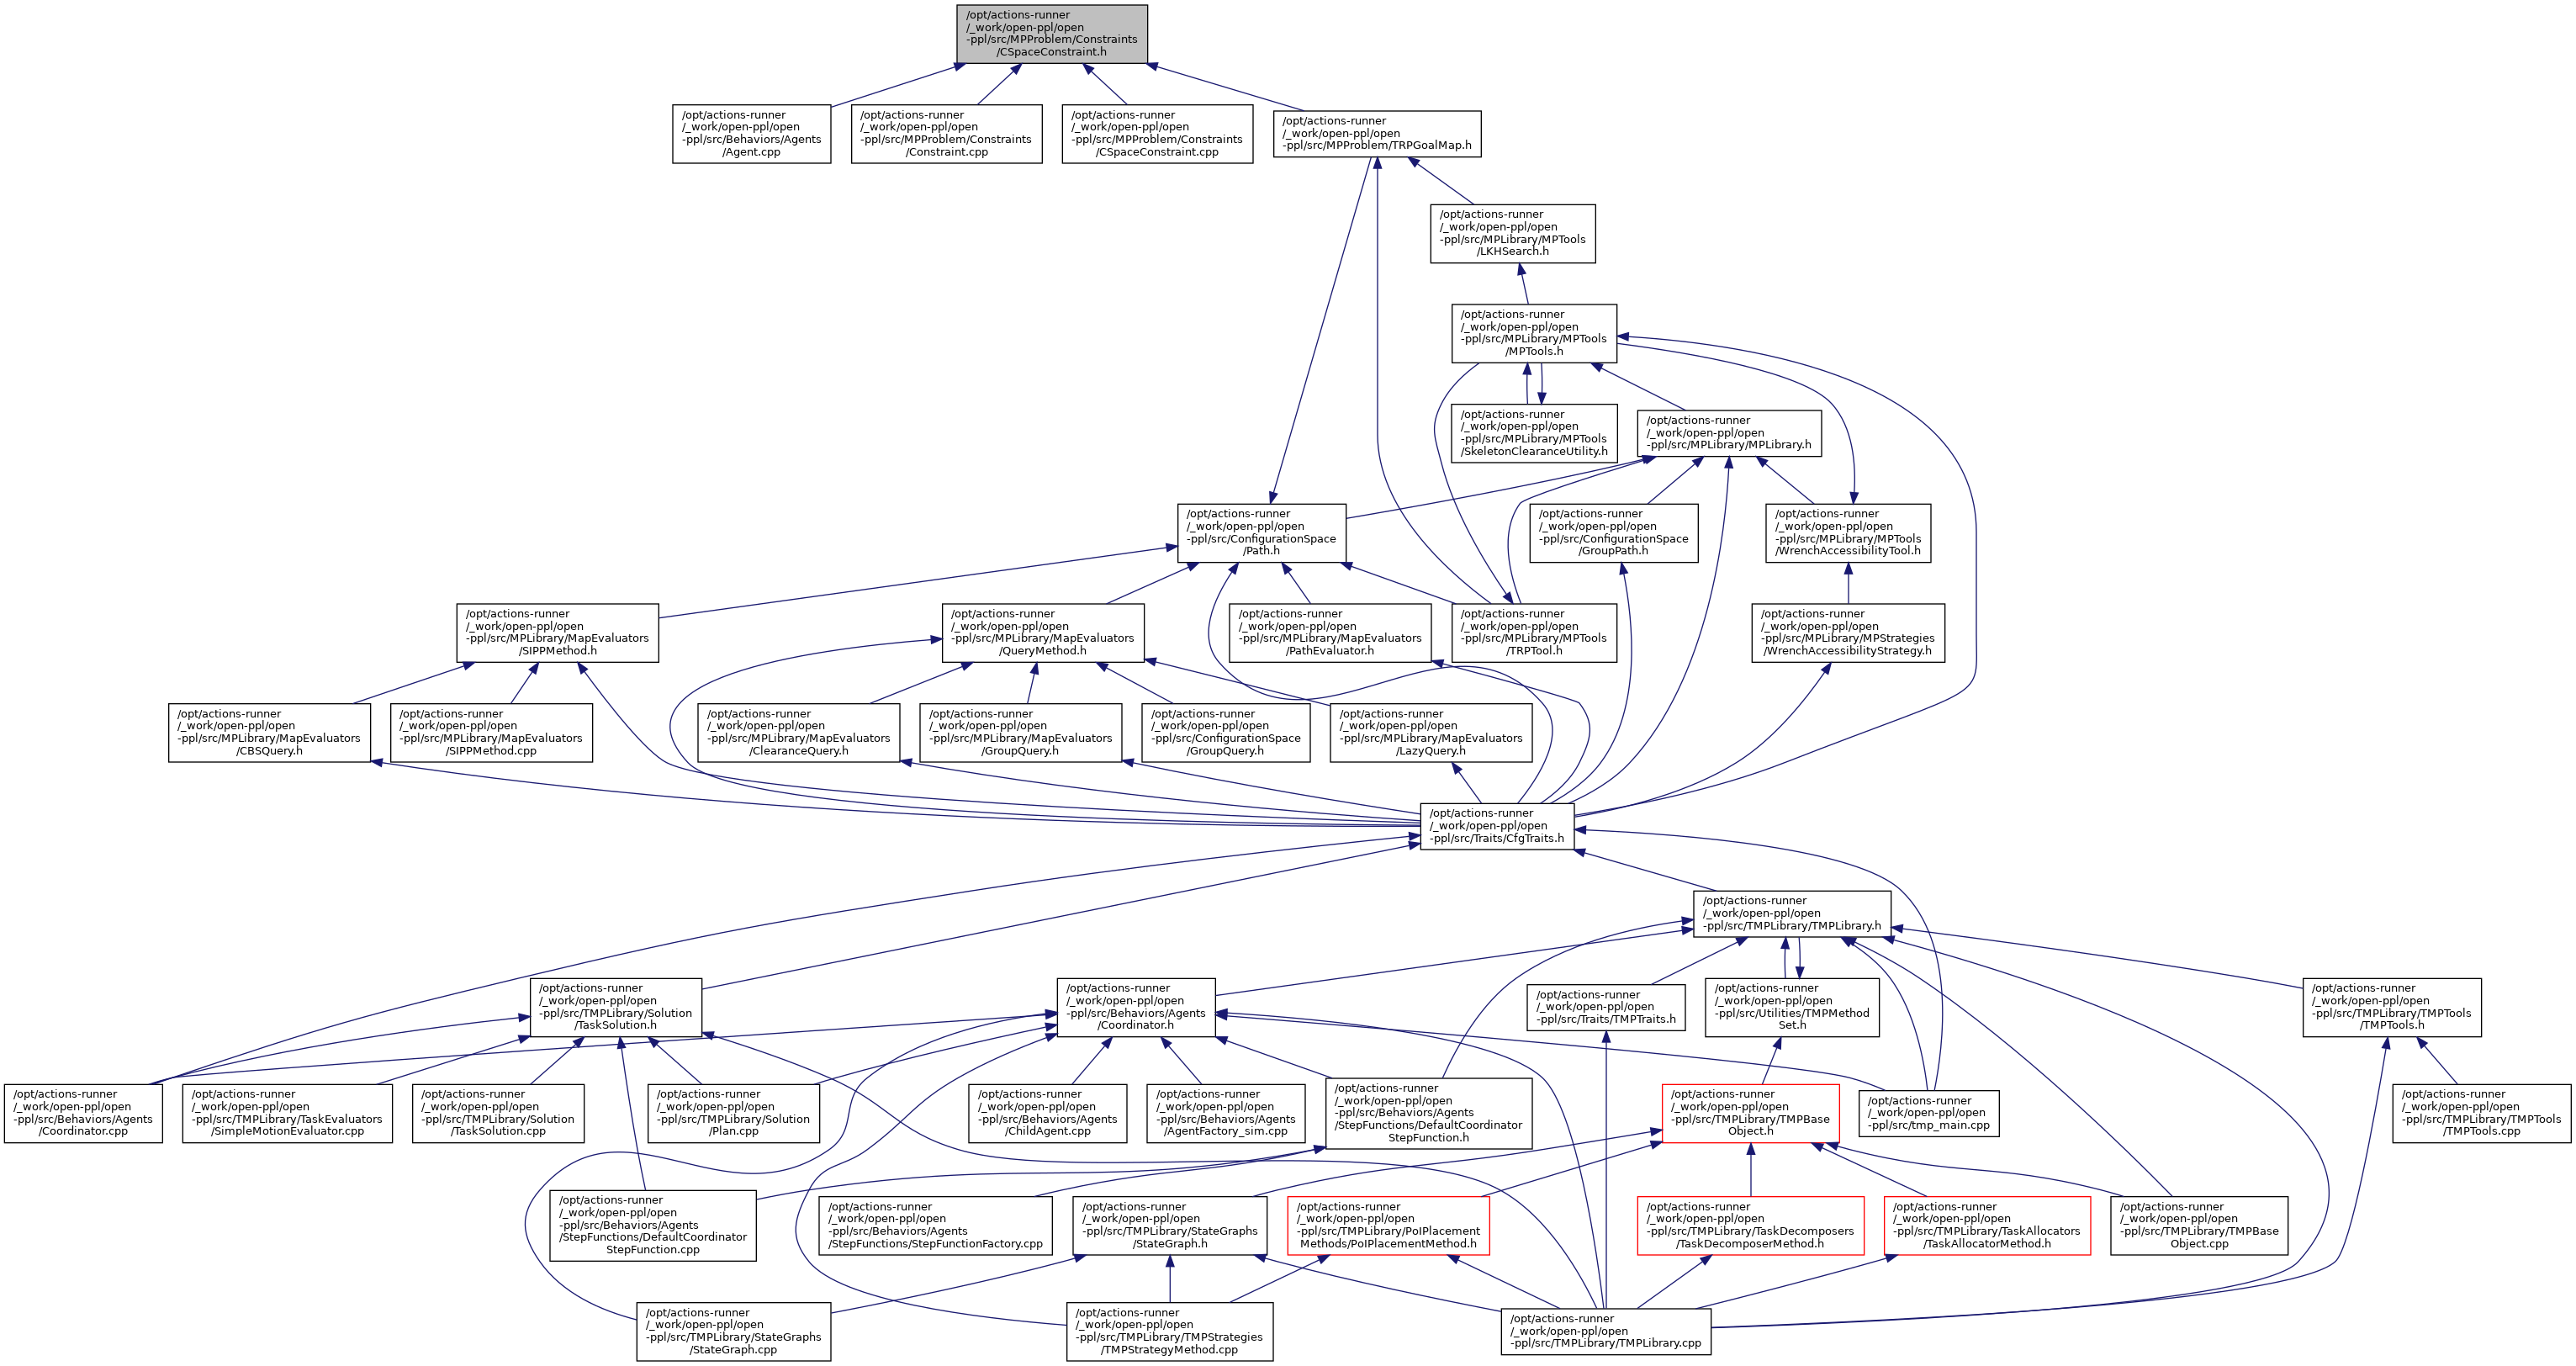 /opt/actions-runner
/_work/open-ppl/open
-ppl/src/MPProblem/Constraints
/CSpaceConstraint.h
/opt/actions-runner
/_work/open-ppl/open
-ppl/src/Behaviors/Agents
/Agent.cpp
/opt/actions-runner
/_work/open-ppl/open
-ppl/src/MPProblem/Constraints
/Constraint.cpp
/opt/actions-runner
/_work/open-ppl/open
-ppl/src/MPProblem/Constraints
/CSpaceConstraint.cpp
/opt/actions-runner
/_work/open-ppl/open
-ppl/src/MPProblem/TRPGoalMap.h
/opt/actions-runner
/_work/open-ppl/open
-ppl/src/MPLibrary/MPTools
/LKHSearch.h
/opt/actions-runner
/_work/open-ppl/open
-ppl/src/MPLibrary/MPTools
/MPTools.h
/opt/actions-runner
/_work/open-ppl/open
-ppl/src/MPLibrary/MPTools
/SkeletonClearanceUtility.h
/opt/actions-runner
/_work/open-ppl/open
-ppl/src/MPLibrary/MPLibrary.h
/opt/actions-runner
/_work/open-ppl/open
-ppl/src/ConfigurationSpace
/Path.h
/opt/actions-runner
/_work/open-ppl/open
-ppl/src/ConfigurationSpace
/GroupPath.h
/opt/actions-runner
/_work/open-ppl/open
-ppl/src/MPLibrary/MPTools
/WrenchAccessibilityTool.h
/opt/actions-runner
/_work/open-ppl/open
-ppl/src/MPLibrary/MapEvaluators
/SIPPMethod.h
/opt/actions-runner
/_work/open-ppl/open
-ppl/src/MPLibrary/MapEvaluators
/QueryMethod.h
/opt/actions-runner
/_work/open-ppl/open
-ppl/src/MPLibrary/MapEvaluators
/PathEvaluator.h
/opt/actions-runner
/_work/open-ppl/open
-ppl/src/MPLibrary/MPTools
/TRPTool.h
/opt/actions-runner
/_work/open-ppl/open
-ppl/src/MPLibrary/MPStrategies
/WrenchAccessibilityStrategy.h
/opt/actions-runner
/_work/open-ppl/open
-ppl/src/MPLibrary/MapEvaluators
/CBSQuery.h
/opt/actions-runner
/_work/open-ppl/open
-ppl/src/MPLibrary/MapEvaluators
/SIPPMethod.cpp
/opt/actions-runner
/_work/open-ppl/open
-ppl/src/MPLibrary/MapEvaluators
/ClearanceQuery.h
/opt/actions-runner
/_work/open-ppl/open
-ppl/src/MPLibrary/MapEvaluators
/GroupQuery.h
/opt/actions-runner
/_work/open-ppl/open
-ppl/src/ConfigurationSpace
/GroupQuery.h
/opt/actions-runner
/_work/open-ppl/open
-ppl/src/MPLibrary/MapEvaluators
/LazyQuery.h
/opt/actions-runner
/_work/open-ppl/open
-ppl/src/Traits/CfgTraits.h
/opt/actions-runner
/_work/open-ppl/open
-ppl/src/TMPLibrary/TMPLibrary.h
/opt/actions-runner
/_work/open-ppl/open
-ppl/src/TMPLibrary/Solution
/TaskSolution.h
/opt/actions-runner
/_work/open-ppl/open
-ppl/src/Behaviors/Agents
/Coordinator.h
/opt/actions-runner
/_work/open-ppl/open
-ppl/src/Traits/TMPTraits.h
/opt/actions-runner
/_work/open-ppl/open
-ppl/src/Utilities/TMPMethod
Set.h
/opt/actions-runner
/_work/open-ppl/open
-ppl/src/TMPLibrary/TMPTools
/TMPTools.h
/opt/actions-runner
/_work/open-ppl/open
-ppl/src/Behaviors/Agents
/Coordinator.cpp
/opt/actions-runner
/_work/open-ppl/open
-ppl/src/TMPLibrary/TaskEvaluators
/SimpleMotionEvaluator.cpp
/opt/actions-runner
/_work/open-ppl/open
-ppl/src/TMPLibrary/Solution
/TaskSolution.cpp
/opt/actions-runner
/_work/open-ppl/open
-ppl/src/TMPLibrary/Solution
/Plan.cpp
/opt/actions-runner
/_work/open-ppl/open
-ppl/src/Behaviors/Agents
/ChildAgent.cpp
/opt/actions-runner
/_work/open-ppl/open
-ppl/src/Behaviors/Agents
/AgentFactory_sim.cpp
/opt/actions-runner
/_work/open-ppl/open
-ppl/src/Behaviors/Agents
/StepFunctions/DefaultCoordinator
StepFunction.h
/opt/actions-runner
/_work/open-ppl/open
-ppl/src/TMPLibrary/TMPBase
Object.h
/opt/actions-runner
/_work/open-ppl/open
-ppl/src/tmp_main.cpp
/opt/actions-runner
/_work/open-ppl/open
-ppl/src/TMPLibrary/TMPTools
/TMPTools.cpp
/opt/actions-runner
/_work/open-ppl/open
-ppl/src/Behaviors/Agents
/StepFunctions/DefaultCoordinator
StepFunction.cpp
/opt/actions-runner
/_work/open-ppl/open
-ppl/src/Behaviors/Agents
/StepFunctions/StepFunctionFactory.cpp
/opt/actions-runner
/_work/open-ppl/open
-ppl/src/TMPLibrary/StateGraphs
/StateGraph.h
/opt/actions-runner
/_work/open-ppl/open
-ppl/src/TMPLibrary/PoIPlacement
Methods/PoIPlacementMethod.h
/opt/actions-runner
/_work/open-ppl/open
-ppl/src/TMPLibrary/TaskDecomposers
/TaskDecomposerMethod.h
/opt/actions-runner
/_work/open-ppl/open
-ppl/src/TMPLibrary/TaskAllocators
/TaskAllocatorMethod.h
/opt/actions-runner
/_work/open-ppl/open
-ppl/src/TMPLibrary/TMPBase
Object.cpp
/opt/actions-runner
/_work/open-ppl/open
-ppl/src/TMPLibrary/StateGraphs
/StateGraph.cpp
/opt/actions-runner
/_work/open-ppl/open
-ppl/src/TMPLibrary/TMPStrategies
/TMPStrategyMethod.cpp
/opt/actions-runner
/_work/open-ppl/open
-ppl/src/TMPLibrary/TMPLibrary.cpp